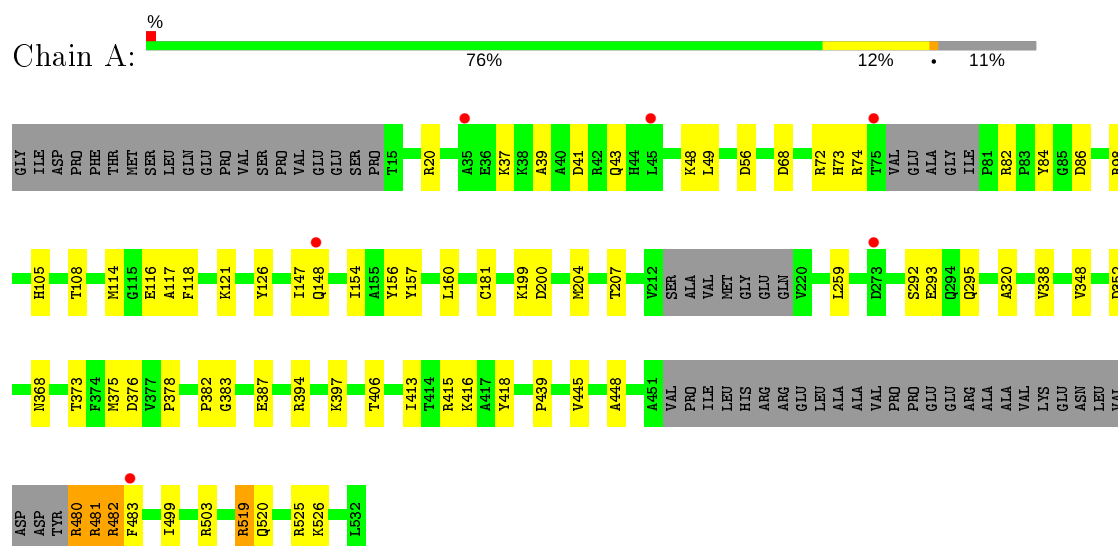 %
Chain A:
76% 12% • 11%
GLY ILE ASP PRO PHE THR MET SER LEU GLN GLU PRO VAL SER PRO VAL GLU GLU SER PRO T15 R20 A35 E36 K37 K38 A39 A40 D41 R42 Q43 H44 L45 K48 L49 D56 D68 R72 H73 R74 T75 VAL GLU ALA GLY ILE P81 R82 P83 Y84 G85 D86 R98
H105 T108 M114 G115 E116 A117 F118 K121 Y126 I147 Q148 I154 A155 Y156 Y157 L160 C181 K199 D200 M204 T207 V212 SER ALA VAL MET GLY GLU GLN V220 L259 D273 S292 E293 Q294 Q295 A320 V338 V348 D352
N368 T373 F374 M375 D376 V377 P378 P382 G383 E387 R394 K397 T406 I413 T414 R415 K416 A417 Y418 P439 V445 A448 A451 VAL PRO ILE LEU HIS ARG ARG GLU LEU ALA ALA VAL PRO PRO GLU GLU ARG ALA ALA VAL LYS GLU ASN LEU VAL
ASP ASP TYR R480 R481 R482 F483 I499 R503 R519 Q520 R525 K526 L532